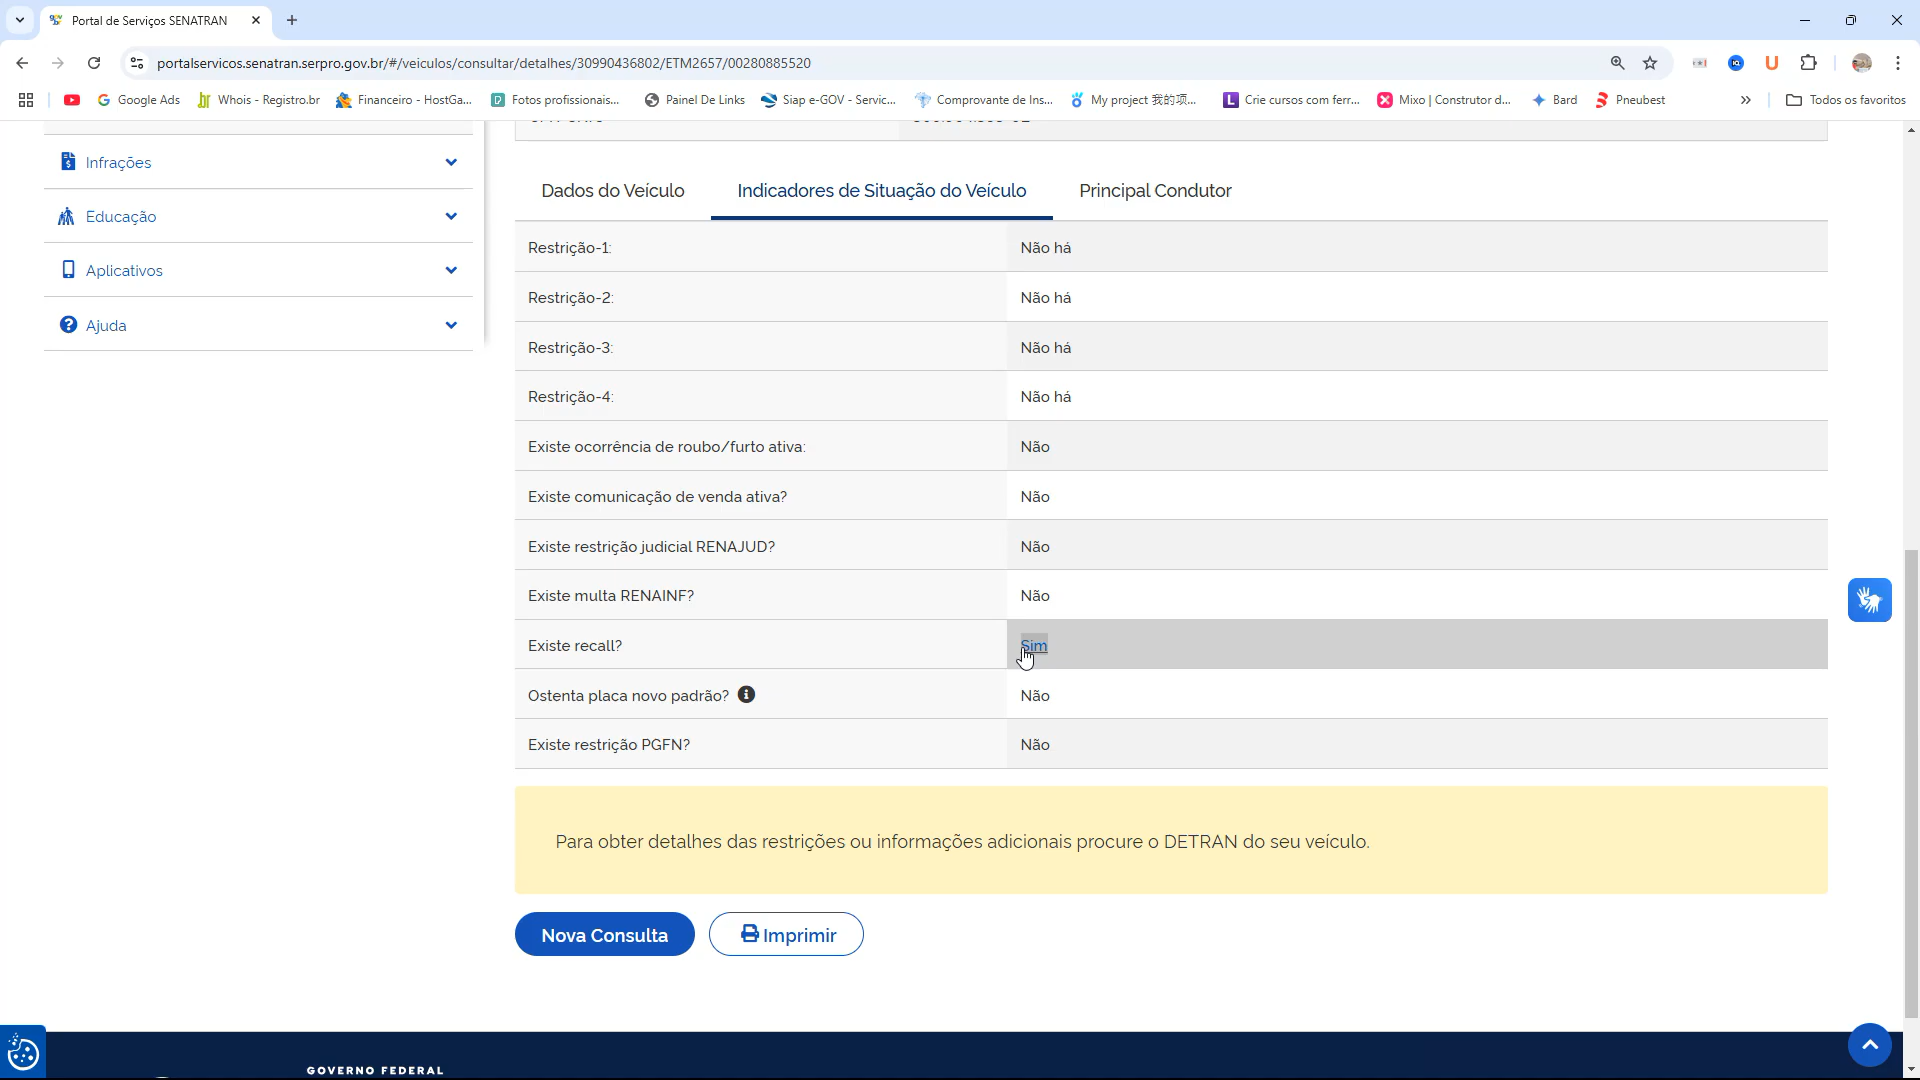 Portal de Serviços SENATRAN
portalservicos.senatran.serpro.gov.br/#/veiculos/consultar/detalhes/30990436802/ETM2657/00280885520
Google Ads
Whois - Registro.br
Financeiro - HostGa...
Fotos profissionais...
Painel De Links
Siap e-GOV - Servic...
Comprovante de Ins...
My project 我的项...
Crie cursos com ferr...
Mixo | Construtor d...
Bard
Pneubest
Todos os favoritos
Infrações
Educação
Aplicativos
Ajuda
Dados do Veículo
Indicadores de Situação do Veículo
Principal Condutor
Restrição-1: Não há
Restrição-2: Não há
Restrição-3: Não há
Restrição-4: Não há
Existe ocorrência de roubo/furto ativa: Não
Existe comunicação de venda ativa? Não
Existe restrição judicial RENAJUD? Não
Existe multa RENAINF? Não
Existe recall? Sim
Ostenta placa novo padrão? Não
Existe restrição PGFN? Não
Para obter detalhes das restrições ou informações adicionais procure o DETRAN do seu veículo.
Nova Consulta
Imprimir
GOVERNO FEDERAL